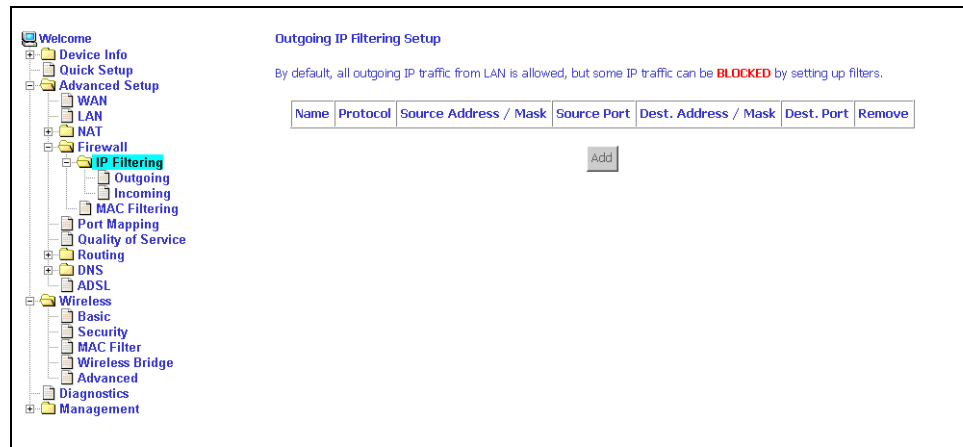 Welcome
Device Info
Quick Setup
Advanced Setup
WAN
LAN
NAT
Firewall
IP Filtering
Outgoing
Incoming
MAC Filtering
Port Mapping
Quality of Service
Routing
DNS
ADSL
Wireless
Basic
Security
MAC Filter
Wireless Bridge
Advanced
Diagnostics
Management
Outgoing IP Filtering Setup
By default, all outgoing IP traffic from LAN is allowed, but some IP traffic can be BLOCKED by setting up filters.
Name Protocol Source Address / Mask Source Port Dest. Address / Mask Dest. Port Remove
Add